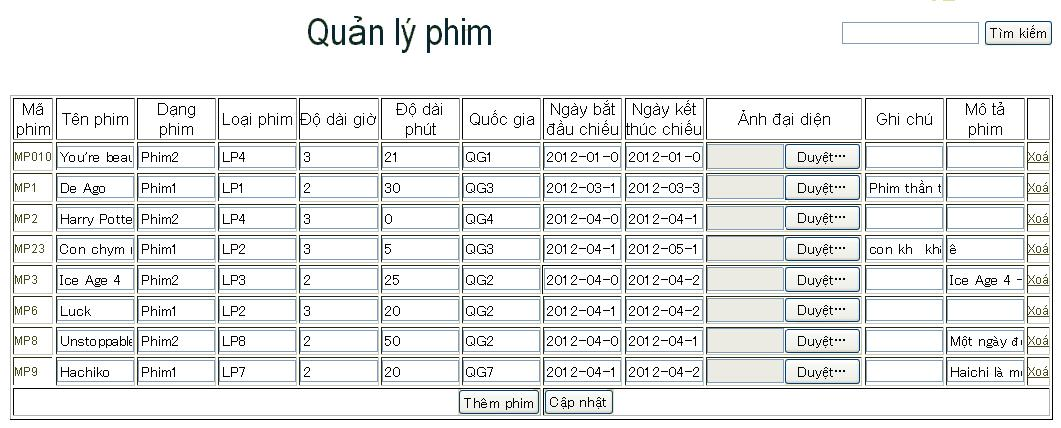 Quản lý phim
Tìm kiếm
Mã phim Tên phim Dạng phim Loại phim Độ dài giờ Độ dài phút Quốc gia Ngày bắt đầu chiếu Ngày kết thúc chiếu Ảnh đại diện Ghi chú Mô tả phim
MP010 You're beau Phim2 LP4 3 21 QG1 2012-01-0 2012-01-0 Duyệt... Xoá
MP1 De Ago Phim1 LP1 2 30 QG3 2012-03-1 2012-03-3 Duyệt... Phim thần t Xoá
MP2 Harry Potte Phim2 LP4 3 0 QG4 2012-04-0 2012-04-1 Duyệt... Xoá
MP23 Con chym Phim1 LP2 3 5 QG3 2012-04-1 2012-05-1 Duyệt... con kh khi ê Xoá
MP3 Ice Age 4 Phim2 LP3 2 25 QG2 2012-04-0 2012-04-2 Duyệt... Ice Age 4 - Xoá
MP6 Luck Phim1 LP2 3 20 QG2 2012-04-1 2012-04-2 Duyệt... Xoá
MP8 Unstoppable Phim2 LP8 2 50 QG2 2012-04-0 2012-04-1 Duyệt... Một ngày Xoá
MP9 Hachiko Phim1 LP7 2 20 QG7 2012-04-1 2012-04-2 Duyệt... Haichi là Xoá
Thêm phim Cập nhật